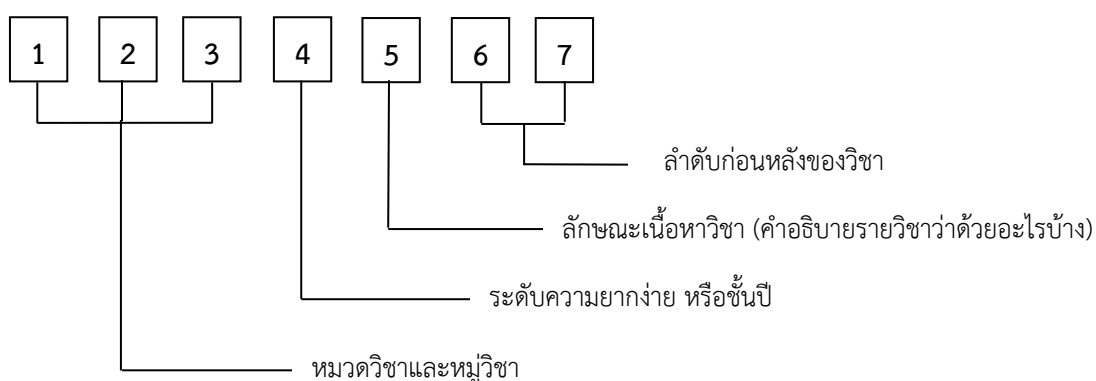 1 2 3 4 5 6 7
ลำดับก่อนหลังของวิชา
ลักษณะเนื้อหาวิชา (คำอธิบายรายวิชาว่าด้วยอะไรบ้าง)
ระดับความยากง่าย หรือชั้นปี
หมวดวิชาและหมู่วิชา